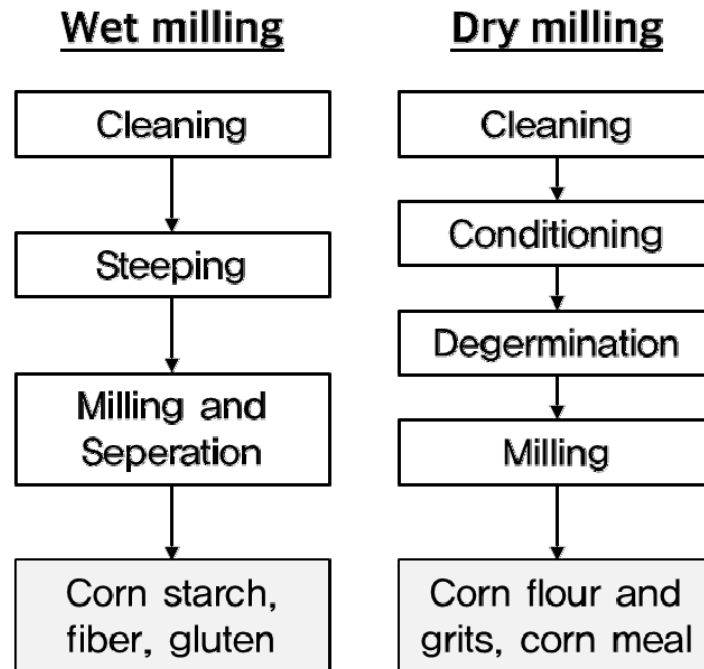 Wet milling
Cleaning
Steeping
Milling and
Seperation
Corn starch,
fiber, gluten
Dry milling
Cleaning
Conditioning
Degermination
Milling
Corn flour and
grits, corn meal